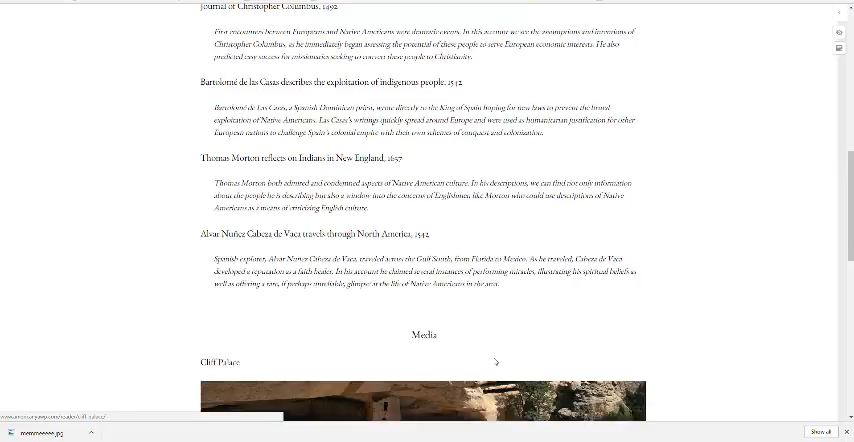 Journal of Christopher Columbus, 1492
First encounters between Europeans and Native Americans were dramatic events. In this account we see the assumptions and intentions of
Christopher Columbus, as he immediately began assessing the potential of these people to serve European economic interests. He also
predicted easy success for missionaries seeking to convert these people to Christianity.
Bartolomé de las Casas describes the exploitation of indigenous people, 1542
Bartolomé de Las Casas, a Spanish Dominican priest, wrote directly to the King of Spain hoping for new laws to prevent the brutal
exploitation of Native Americans. Las Casas's writings quickly spread around Europe and were used as humanitarian justification for other
European nations to challenge Spain's colonial empire with their own schemes of conquest and colonization.
Thomas Morton reflects on Indians in New England, 1637
Thomas Morton both admired and condemned aspects of Native American culture. In his descriptions, we can find not only information
about the people he is describing but also a window into the concerns of Englishmen like Morton who could use descriptions of Native
Americans as a means of criticizing English culture.
Alvar Nuñez Cabeza de Vaca travels through North America, 1542
Spanish explorer, Alvar Nunez Cabeza de Vaca, traveled across the Gulf South, from Florida to Mexico. As he traveled, Cabeza de Vaca
developed a reputation as a faith healer. In his account he claimed several instances of performing miracles, illustrating his spiritual beliefs as
well as offering a rare, if perhaps unreliable, glimpse at the life of Native Americans in the area.
Media
Cliff Palace
www.americanyawp.com/reader/cliff_palace/
memmeeeee.jpg
Show all